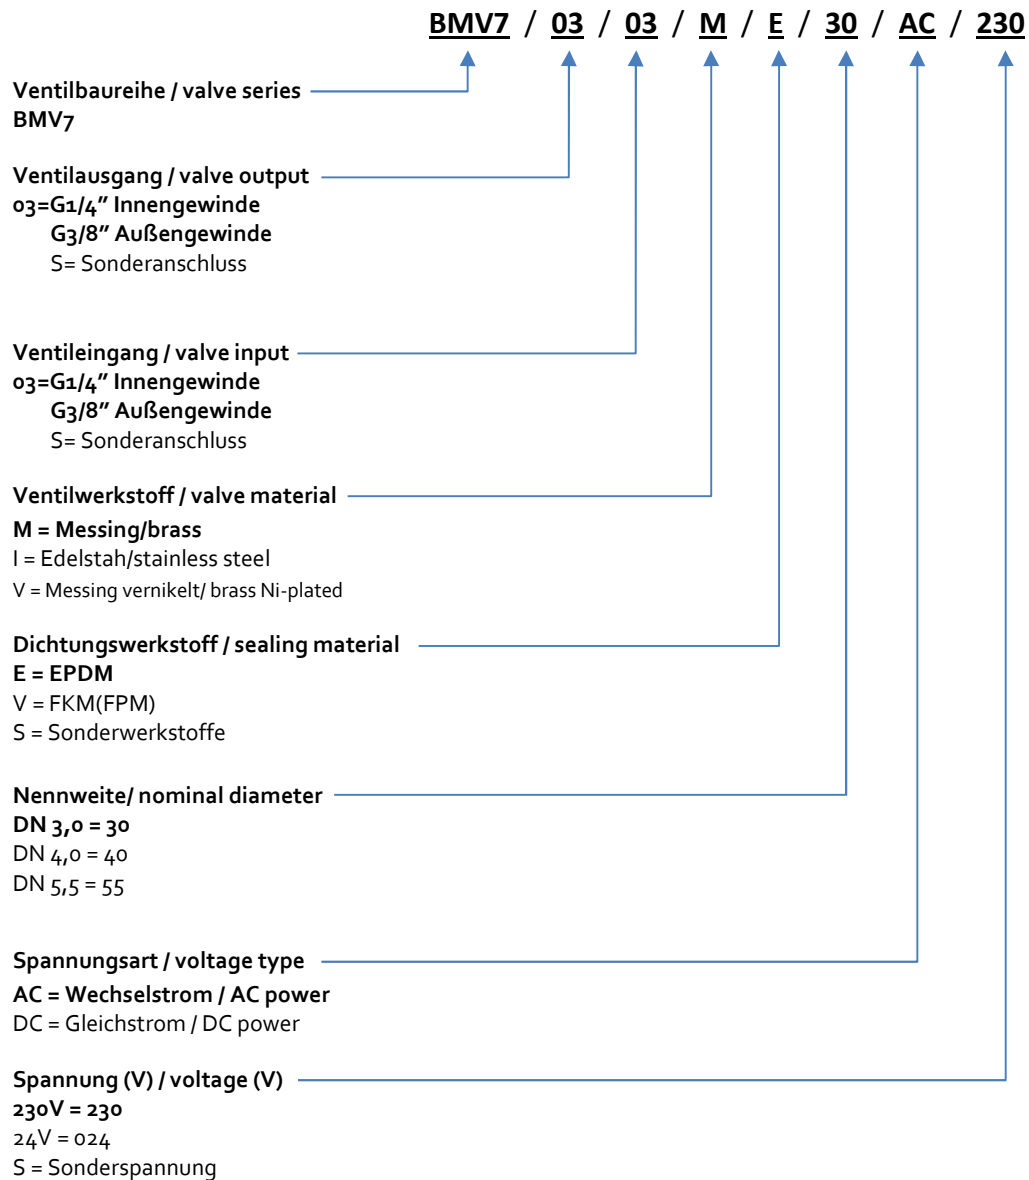 BMV7 / 03 / 03 / M / E / 30 / AC / 230
Ventilbaureihe / valve series
BMV7
Ventilausgang / valve output
03=G1/4” Innengewinde
G3/8” Außengewinde
S= Sonderanschluss
Ventileingang / valve input
03=G1/4” Innengewinde
G3/8” Außengewinde
S= Sonderanschluss
Ventilwerkstoff / valve material
M = Messing/brass
I = Edelstah/stainless steel
V = Messing vernikelt/ brass Ni-plated
Dichtungswerkstoff / sealing material
E = EPDM
V = FKM(FPM)
S = Sonderwerkstoffe
Nennweite/ nominal diameter
DN 3,0 = 30
DN 4,0 = 40
DN 5,5 = 55
Spannungsart / voltage type
AC = Wechselstrom / AC power
DC = Gleichstrom / DC power
Spannung (V) / voltage (V)
230V = 230
24V = 024
S = Sonderspannung